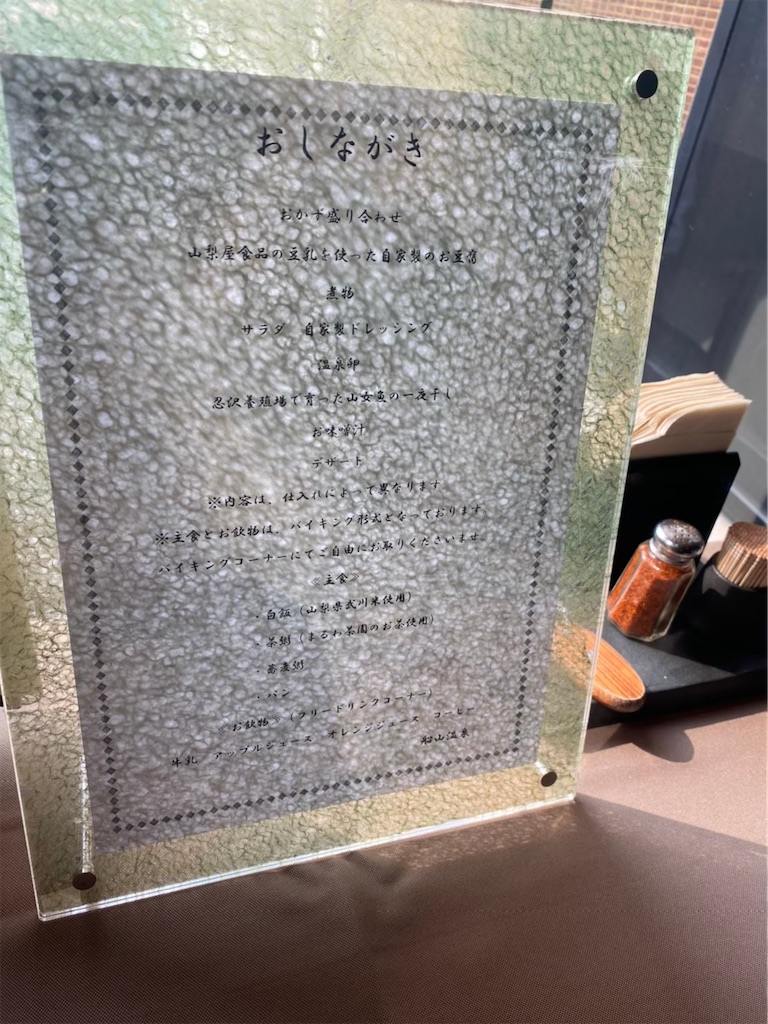 おしながき
おかず盛り合わせ
山梨屋食品の豆乳を使った自家製のお豆腐
煮物
サラダ 自家製ドレッシング
温泉卵
忍沢養殖場で育った山女魚の一夜干し
お味噌汁
デザート
※内容は、仕入れによって異なります
※主食とお飲物は、バイキング形式となっております
バイキングコーナーにてご自由にお取りくださいませ
≪主食≫
・白飯（山梨県武川米使用）
・茶粥（まるわ茶園のお茶使用）
・蕎麦粥
・パン
≪お飲物≫（フリードリンクコーナー）
牛乳 アップルジュース オレンジジュース コーヒー
船山温泉